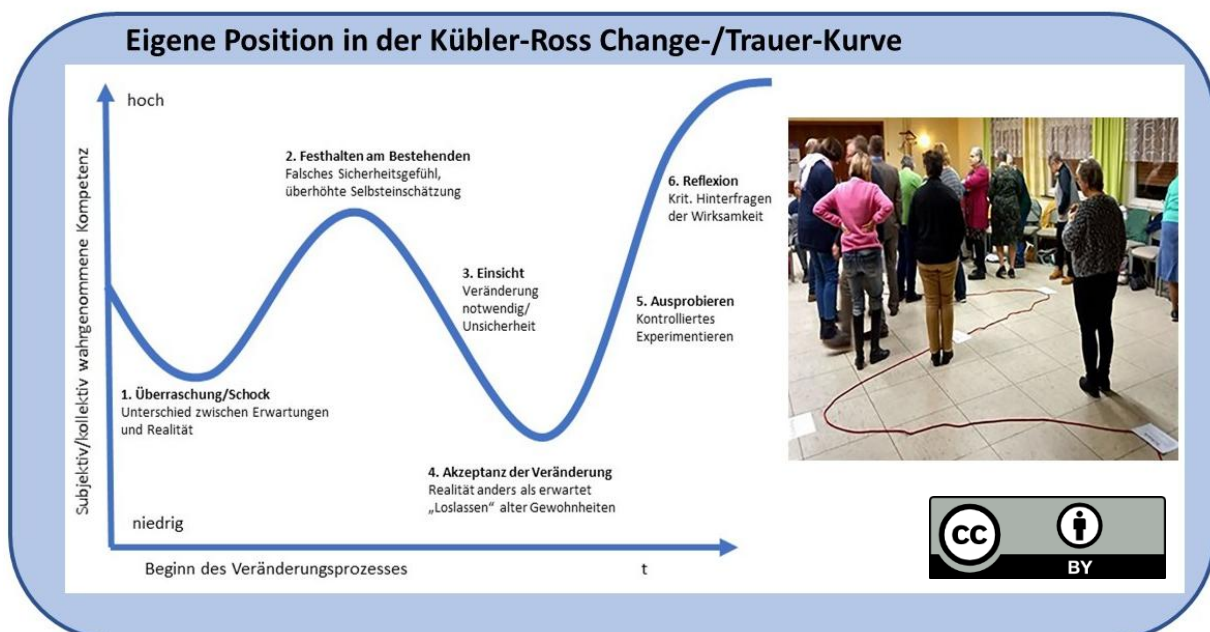 Eigene Position in der Kübler-Ross Change-/Trauer-Kurve
Subjektiv/kollektiv wahrgenommene Kompetenz
hoch
2. Festhalten am Bestehenden
Falsches Sicherheitsgefühl,
überhöhte Selbsteinschätzung
6. Reflexion
Krit. Hinterfragen
der Wirksamkeit
3. Einsicht
Veränderung
notwendig/
Unsicherheit
5. Ausprobieren
Kontrolliertes
Experimentieren
1. Überraschung/Schock
Unterschied zwischen Erwartungen
und Realität
4. Akzeptanz der Veränderung
Realität anders als erwartet
„Loslassen“ alter Gewohnheiten
niedrig
Beginn des Veränderungsprozesses
t
CC
BY